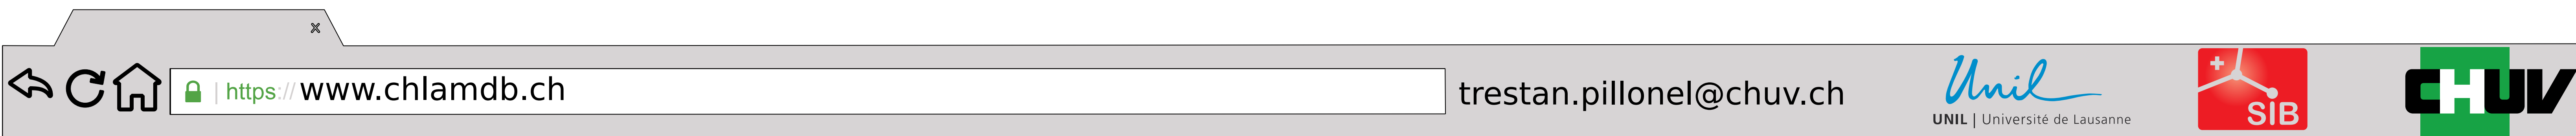 x
https://www.chlamdb.ch
trestan.pillonel@chuv.ch
Unil
UNIL | Université de Lausanne
SIB
CHUV